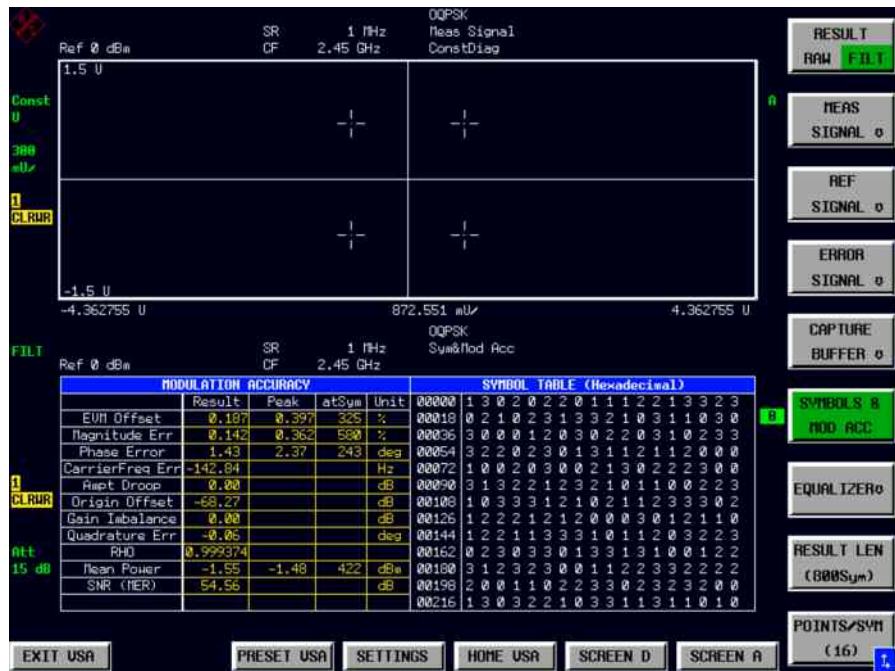 OQPSK
SR 1 MHz Meas Signal
Ref 0 dBm CF 2.45 GHz ConstDiag
1.5 U
Const
U
300
mU/
1
CLRWR
A
-1.5 U
-4.362755 U 872.551 mU/ 4.362755 U
OQPSK
FILT
SR 1 MHz Sym&Mod Acc
Ref 0 dBm CF 2.45 GHz
MODULATION ACCURACY
Result Peak atSym Unit
EVM Offset 0.187 0.397 325 %
Magnitude Err 0.142 0.362 580 %
Phase Error 1.43 2.37 243 deg
CarrierFreq Err -142.84 Hz
Ampt Droop 0.00 dB
Origin Offset -68.27 dB
Gain Imbalance 0.00 dB
Quadrature Err -0.06 deg
RHO 0.999374
Mean Power -1.55 -1.48 422 dBm
SNR (MER) 54.56 dB
SYMBOL TABLE (Hexadecimal)
00000 1 3 0 2 0 2 2 0 1 1 1 2 2 1 3 3 2 3
00018 0 2 1 0 2 3 1 3 3 2 1 0 3 1 1 0 3 0
00036 3 0 0 0 1 2 0 3 0 2 2 0 3 1 0 2 3 3
00054 3 2 2 0 2 3 0 1 3 1 1 2 1 1 2 0 0 0
00072 1 0 0 2 0 3 0 0 2 1 3 0 2 2 2 3 0 0
00090 3 1 3 2 2 1 2 3 2 1 0 1 1 0 0 2 2 3
00108 1 0 3 3 3 1 2 1 0 2 1 1 2 3 3 3 0 2
00126 1 2 2 2 1 2 1 2 0 0 0 3 0 1 2 1 1 0
00144 1 2 2 1 1 3 3 3 1 0 1 1 2 0 3 2 2 3
00162 0 2 3 0 3 3 0 1 3 3 1 3 1 0 0 1 2 2
00180 3 1 2 3 2 3 0 0 1 1 2 2 3 3 2 2 2 2
00198 2 0 0 1 1 0 2 2 3 3 0 2 3 2 3 2 0 2
00216 1 3 0 3 2 2 1 0 3 3 1 1 3 1 1 0 1 0
1
CLRWR
Att
15 dB
B
RESULT
RAW FILT
MEAS
SIGNAL
REF
SIGNAL
ERROR
SIGNAL
CAPTURE
BUFFER
SYMBOLS &
MOD ACC
EQUALIZER
RESULT LEN
(800Sym)
POINTS/SYM
(16)
EXIT VSA PRESET VSA SETTINGS HOME VSA SCREEN D SCREEN A